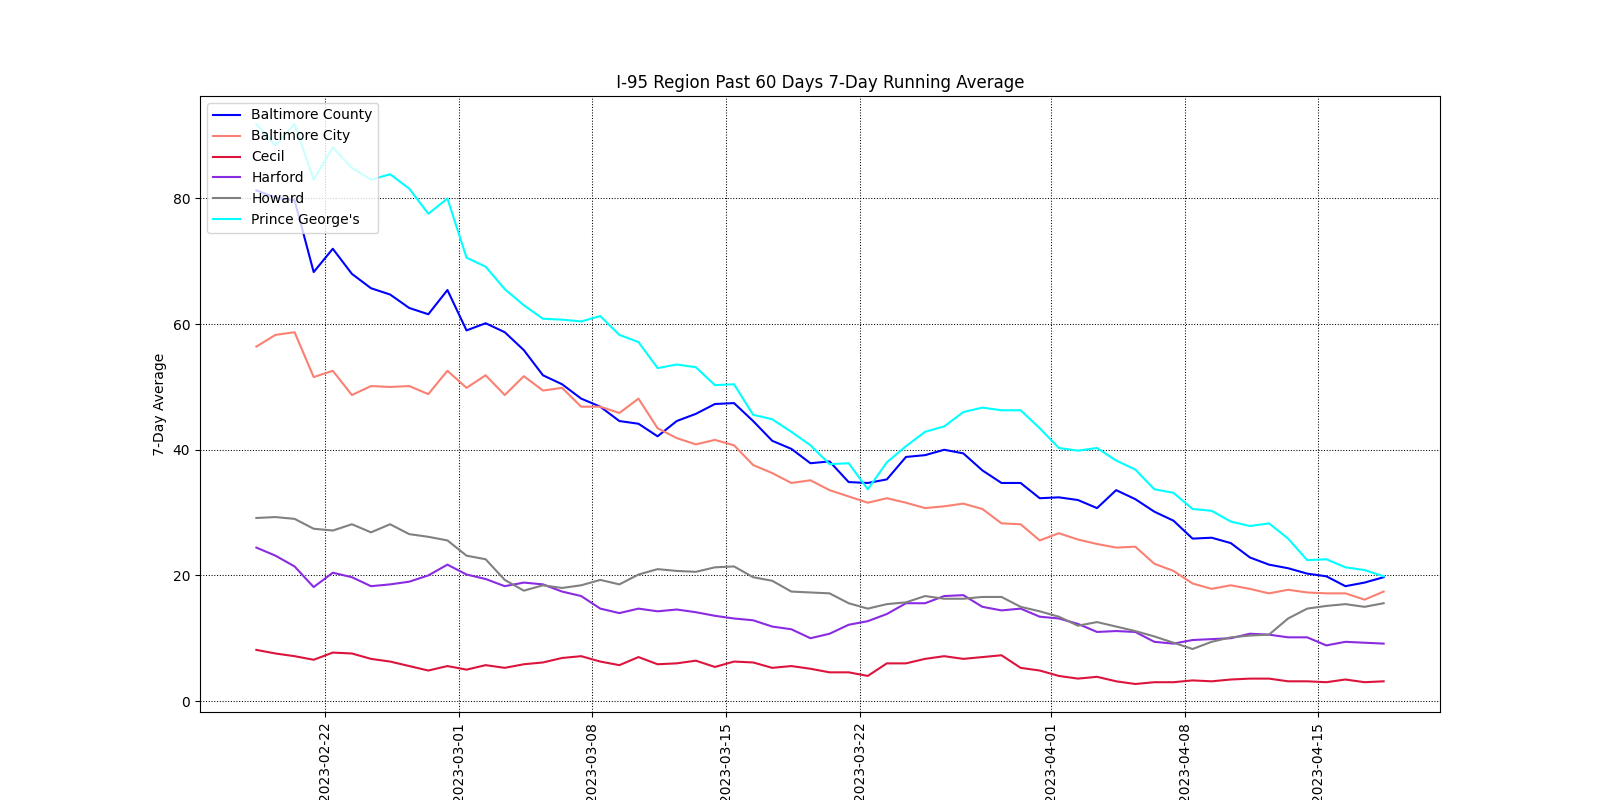 I-95 Region Past 60 Days 7-Day Running Average
Baltimore County
Baltimore City
Cecil
Harford
Howard
Prince George's
7-Day Average
80
60
40
20
0
2023-02-22
2023-03-01
2023-03-08
2023-03-15
2023-03-22
2023-04-01
2023-04-08
2023-04-15